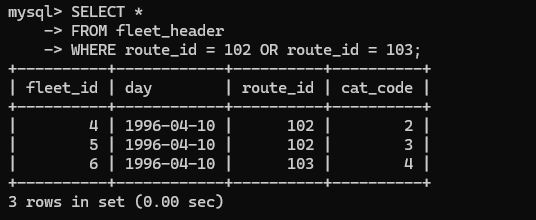 mysql> SELECT *
    -> FROM fleet_header
    -> WHERE route_id = 102 OR route_id = 103;
+----------+------------+----------+----------+
| fleet_id | day        | route_id | cat_code |
+----------+------------+----------+----------+
|        4 | 1996-04-10 |      102 |        2 |
|        5 | 1996-04-10 |      102 |        3 |
|        6 | 1996-04-10 |      103 |        4 |
+----------+------------+----------+----------+
3 rows in set (0.00 sec)